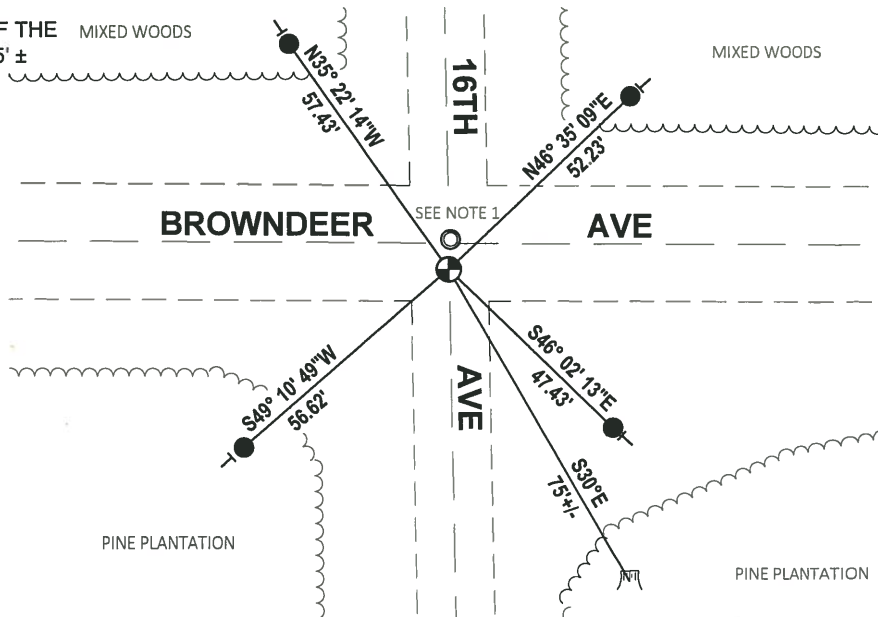 F THE
5' ±
MIXED WOODS
MIXED WOODS
N35° 22' 14"W
57.43'
16TH
N46° 35' 09"E
52.23'
SEE NOTE 1
BROWNDEER
AVE
S49° 10' 49"W
56.62'
AVE
S46° 02' 13"E
47.43'
S30°E
75'+/-
PINE PLANTATION
PINE PLANTATION